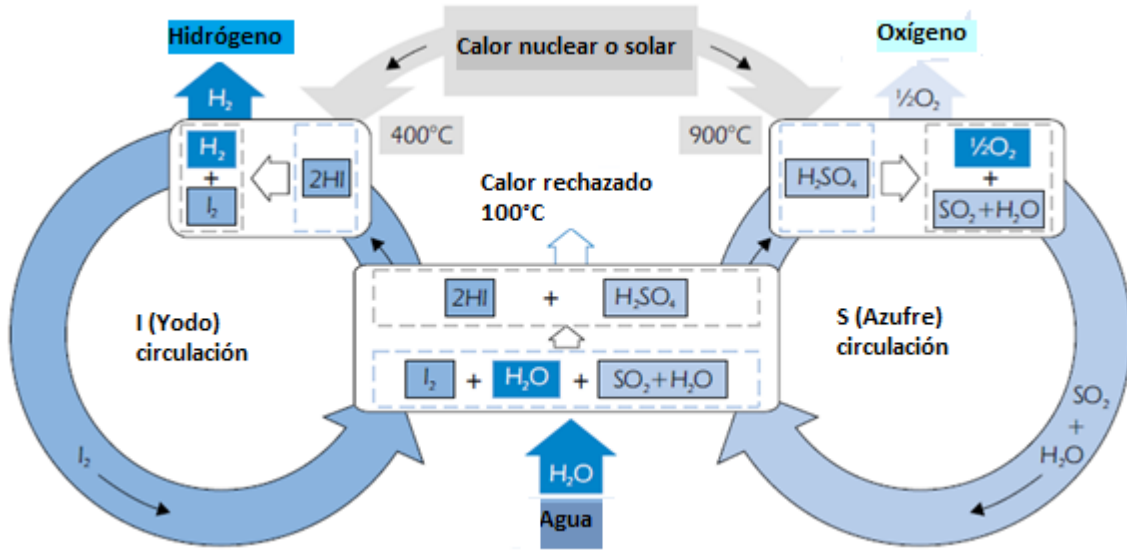 Hidrógeno
Calor nuclear o solar
Oxígeno
H₂
½O₂
400°C
900°C
H₂
+
I₂
2HI
H₂SO₄
½O₂
+
SO₂+H₂O
Calor rechazado
100°C
2HI + H₂SO₄
I₂ + H₂O + SO₂+H₂O
I (Yodo)
circulación
S (Azufre)
circulación
I₂
SO₂
+
H₂O
H₂O
Agua